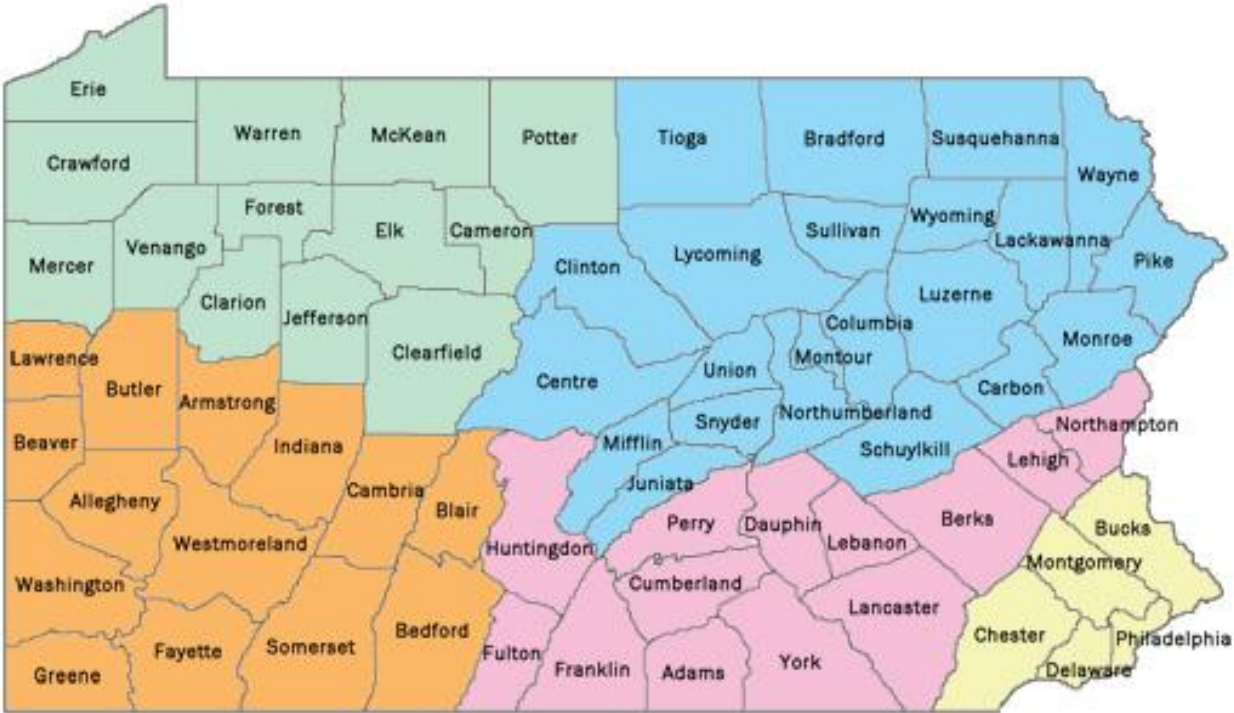 Erie
Warren
McKean
Potter
Tioga
Bradford
Susquehanna
Crawford
Wayne
Forest
Venango
Elk
Cameron
Sullivan
Wyoming
Lackawanna
Mercer
Clarion
Clinton
Lycoming
Pike
Jefferson
Luzerne
Columbia
Clearfield
Monroe
Lawrence
Butler
Armstrong
Centre
Union
Montour
Carbon
Beaver
Indiana
Mifflin
Snyder
Northumberland
Northampton
Schuylkill
Lehigh
Allegheny
Cambria
Blair
Juniata
Westmoreland
Huntingdon
Perry
Dauphin
Lebanon
Berks
Bucks
Washington
Cumberland
Montgomery
Lancaster
Greene
Fayette
Somerset
Bedford
Fulton
Franklin
Adams
York
Chester
Delaware
Philadelphia